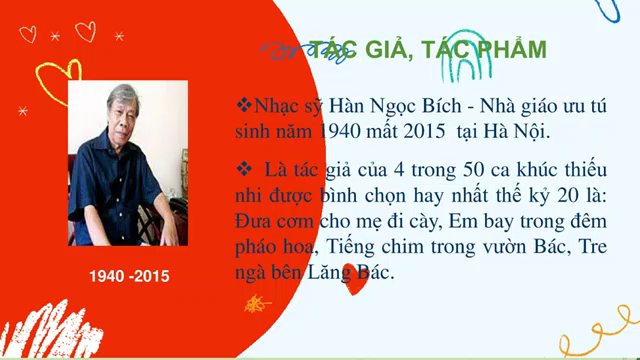 TÁC GIẢ, TÁC PHẨM
❖Nhạc sỹ Hàn Ngọc Bích - Nhà giáo ưu tú
sinh năm 1940 mất 2015 tại Hà Nội.
❖ Là tác giả của 4 trong 50 ca khúc thiếu
nhi được bình chọn hay nhất thế kỷ 20 là:
Đưa cơm cho mẹ đi cày, Em bay trong đêm
pháo hoa, Tiếng chim trong vườn Bác, Tre
ngà bên Lăng Bác.
1940 -2015